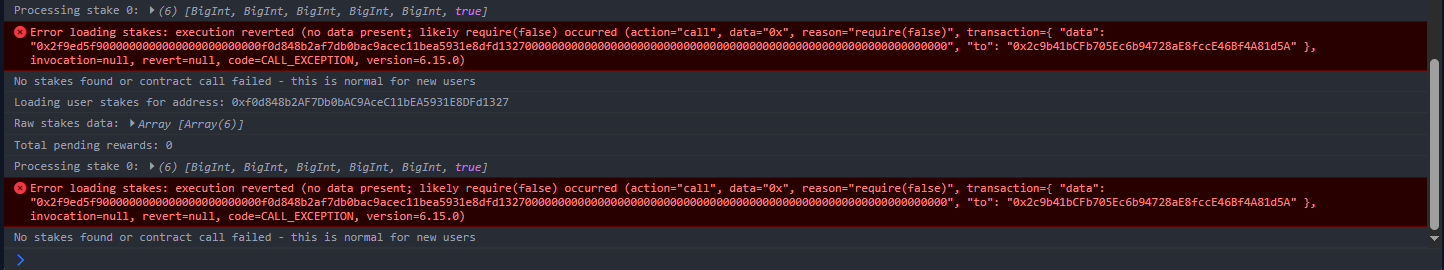 Processing stake 0: (6) [BigInt, BigInt, BigInt, BigInt, BigInt, true]
Error loading stakes: execution reverted (no data present; likely require(false) occurred (action="call", data="0x", reason="require(false)", transaction={ "data":
"0x2f9ed5f9000000000000000000000000f0d848b2af7db0bac9acec11bea5931e8dfd13270000000000000000000000000000000000000000000000000000000000000000", "to": "0x2c9b41bCFb705Ec6b94728aE8fccE46Bf4A81d5A" },
invocation=null, revert=null, code=CALL_EXCEPTION, version=6.15.0)
No stakes found or contract call failed - this is normal for new users
Loading user stakes for address: 0xf0d848b2AF7Db0bAC9AceC11bEA5931E8DFd1327
Raw stakes data: Array [Array(6)]
Total pending rewards: 0
Processing stake 0: (6) [BigInt, BigInt, BigInt, BigInt, BigInt, true]
Error loading stakes: execution reverted (no data present; likely require(false) occurred (action="call", data="0x", reason="require(false)", transaction={ "data":
"0x2f9ed5f9000000000000000000000000f0d848b2af7db0bac9acec11bea5931e8dfd13270000000000000000000000000000000000000000000000000000000000000000", "to": "0x2c9b41bCFb705Ec6b94728aE8fccE46Bf4A81d5A" },
invocation=null, revert=null, code=CALL_EXCEPTION, version=6.15.0)
No stakes found or contract call failed - this is normal for new users